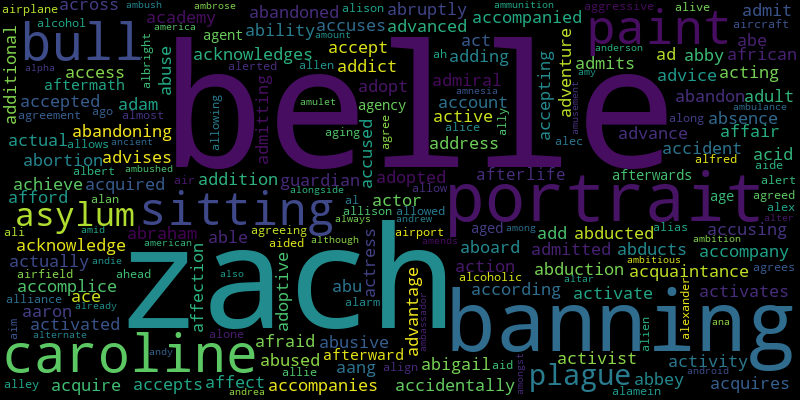 airplane across alcohol ambush ambrose academy abandoned alison abruptly accompanied ammunition aggressive alive admit
bull america ability accuses advanced act paint aircraft
additional acknowledges accept adding anderson admits ad abe african
alpha access albright abuse alerted amount allen addict ah admiral accepting adventure amy abby advice acting
aftermath belle adopt amnesia abandon adult
accepted ago adam allowing admitting amulet agency account ally amusement along ambulance
agreement almost abandoning aging accused agree active alice alec advance absence affair
actual allows ancient advises address accident alfred acid
abortion albert ambushed guardian adopted afterlife afterwards aide alert
achieve acquired air addition alongside actor allow portrait age agreed
afford alan asylum sitting al allison allowed aged alias accusing alex alter
ali amid abraham able agreeing always andrew airport among add abducted ambition
acknowledge american aided although actress amends admitted abducts accompany
actually andie zach affection also adoptive abu aboard action alcoholic abduction ambitious acquaintance agrees
airfield ahead accomplice alarm advantage ambassador according altar activate activates
alliance ace already alone banning alien alexander ana
aim aaron activated alternate andy afraid abusive afterward
caroline abused aang abigail amongst activist activity
alley acquire accepts affect allie andrea accompanies align accidentally aid plague abbey alamein android acquires